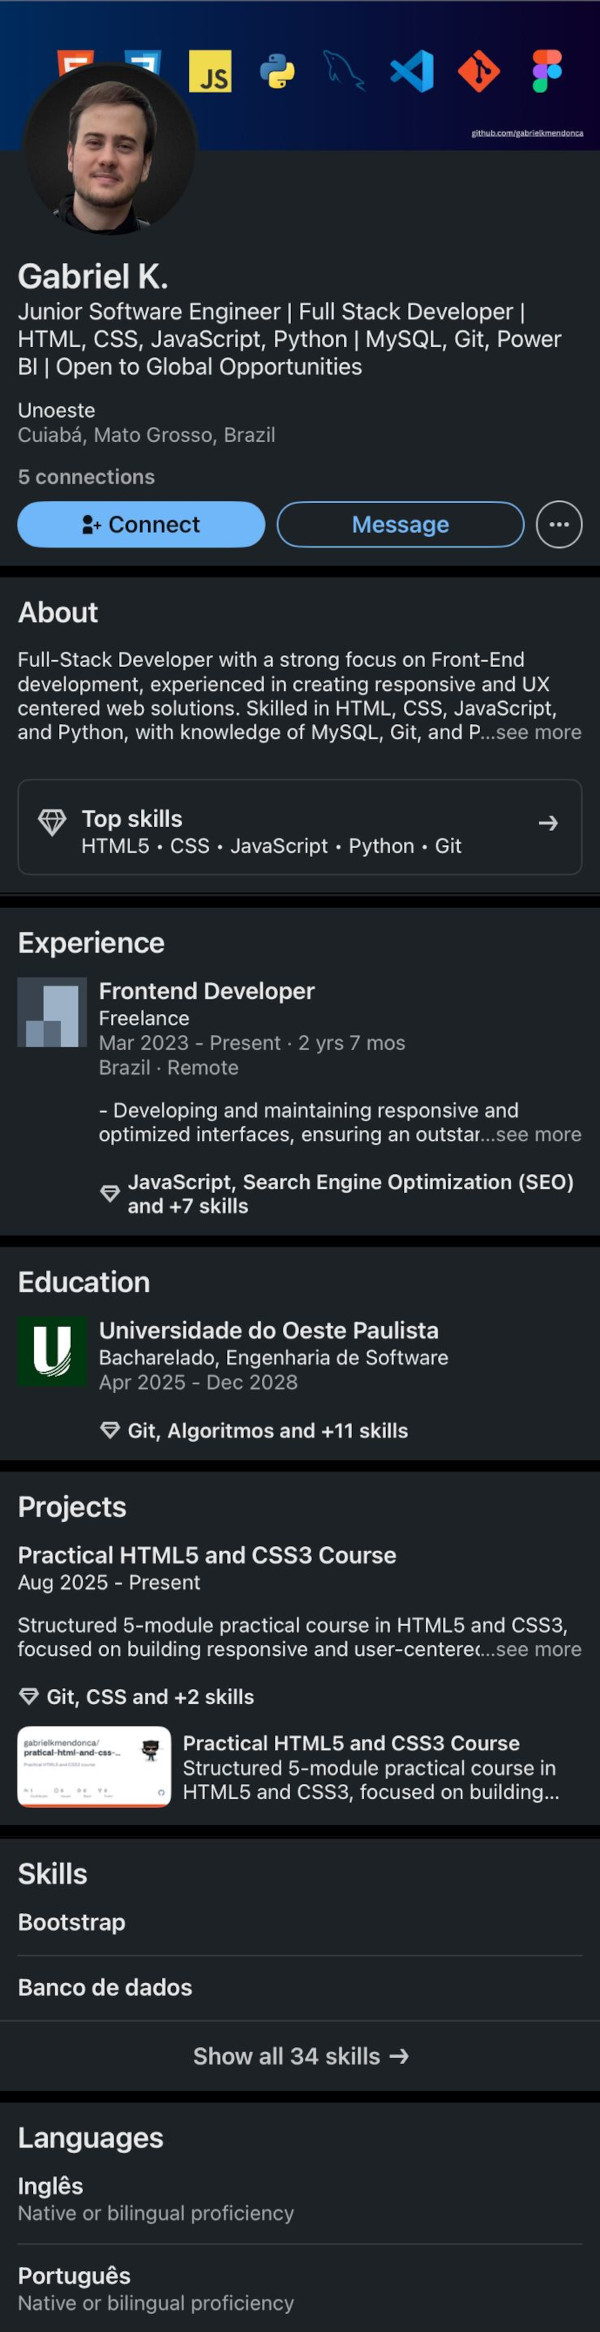 JS
github.com/gabrielkmendonca
Gabriel K.
Junior Software Engineer | Full Stack Developer |
HTML, CSS, JavaScript, Python | MySQL, Git, Power
BI | Open to Global Opportunities
Unoeste
Cuiabá, Mato Grosso, Brazil
5 connections
Connect
Message
About
Full-Stack Developer with a strong focus on Front-End
development, experienced in creating responsive and UX
centered web solutions. Skilled in HTML, CSS, JavaScript,
and Python, with knowledge of MySQL, Git, and P...see more
Top skills
HTML5 • CSS • JavaScript • Python • Git
Experience
Frontend Developer
Freelance
Mar 2023 - Present · 2 yrs 7 mos
Brazil · Remote
- Developing and maintaining responsive and
optimized interfaces, ensuring an outstar...see more
JavaScript, Search Engine Optimization (SEO)
and +7 skills
Education
U
Universidade do Oeste Paulista
Bacharelado, Engenharia de Software
Apr 2025 - Dec 2028
Git, Algoritmos and +11 skills
Projects
Practical HTML5 and CSS3 Course
Aug 2025 - Present
Structured 5-module practical course in HTML5 and CSS3,
focused on building responsive and user-centered...see more
Git, CSS and +2 skills
gabrielkmendonca/
pratical-html-and-css-...
Practical HTML5 and CSS3 course
Practical HTML5 and CSS3 Course
Structured 5-module practical course in
HTML5 and CSS3, focused on building...
Skills
Bootstrap
Banco de dados
Show all 34 skills →
Languages
Inglês
Native or bilingual proficiency
Português
Native or bilingual proficiency